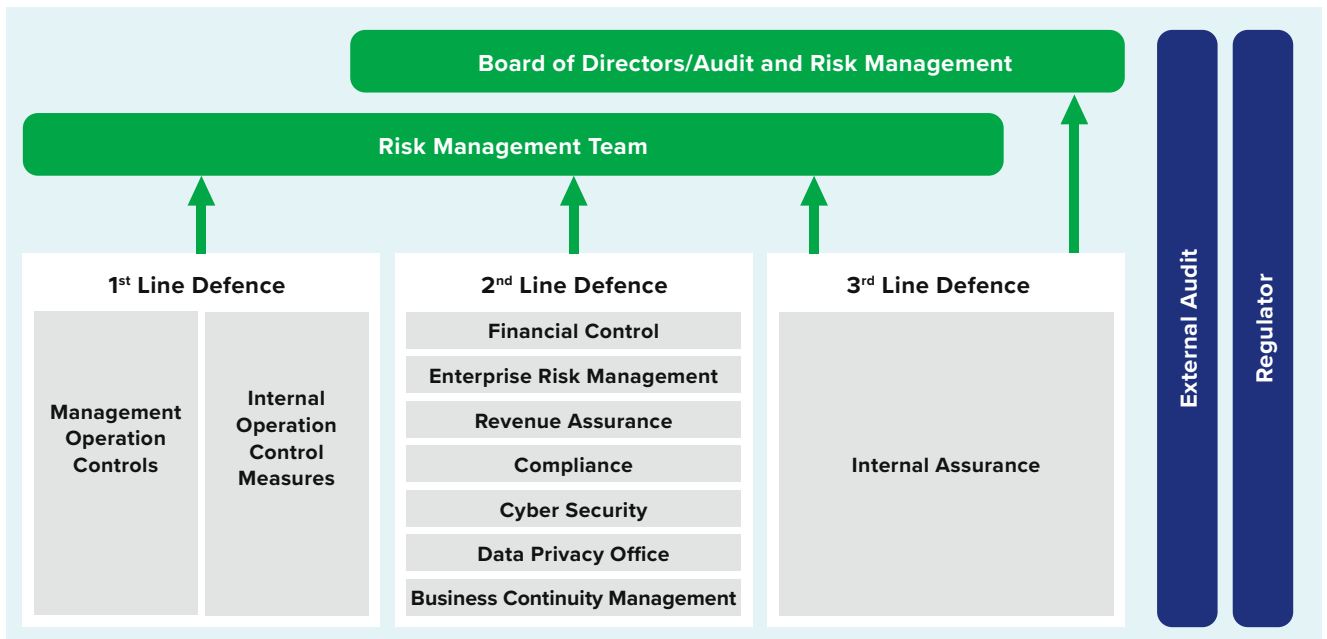 Board of Directors/Audit and Risk Management
Risk Management Team
1st Line Defence
Management
Operation
Controls
Internal
Operation
Control
Measures
2nd Line Defence
Financial Control
Enterprise Risk Management
Revenue Assurance
Compliance
Cyber Security
Data Privacy Office
Business Continuity Management
3rd Line Defence
Internal Assurance
External Audit
Regulator